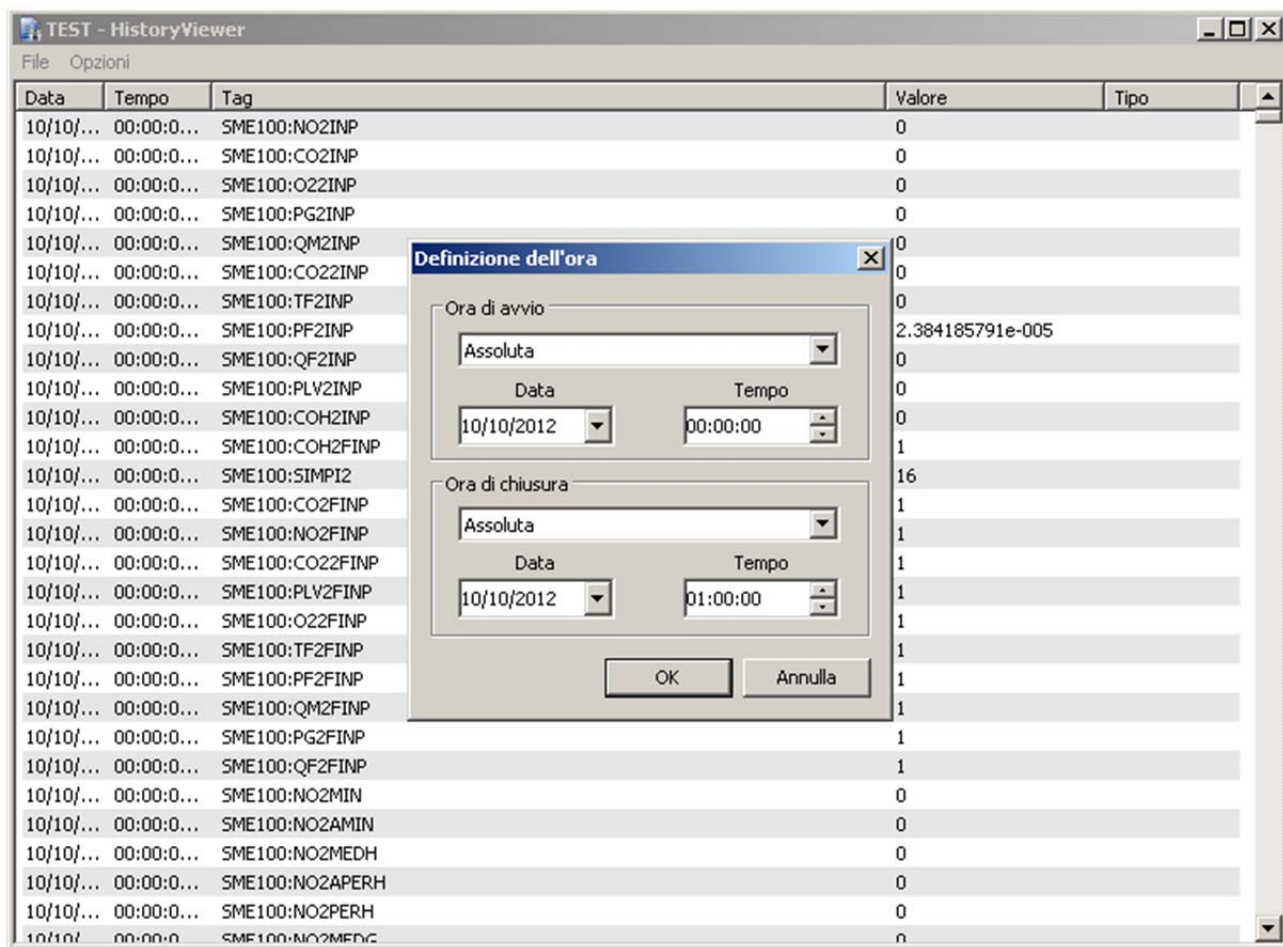 TEST - HistoryViewer
File Opzioni
Data Tempo Tag Valore Tipo
10/10/... 00:00:0... SME100:NO2INP 0
10/10/... 00:00:0... SME100:CO2INP 0
10/10/... 00:00:0... SME100:O22INP 0
10/10/... 00:00:0... SME100:PG2INP 0
10/10/... 00:00:0... SME100:QM2INP 0
10/10/... 00:00:0... SME100:CO22INP 0
10/10/... 00:00:0... SME100:TF2INP 0
10/10/... 00:00:0... SME100:PF2INP 2.384185791e-005
10/10/... 00:00:0... SME100:QF2INP 0
10/10/... 00:00:0... SME100:PLV2INP 0
10/10/... 00:00:0... SME100:COH2INP 0
10/10/... 00:00:0... SME100:COH2FINP 1
10/10/... 00:00:0... SME100:SIMPI2 16
10/10/... 00:00:0... SME100:CO2FINP 1
10/10/... 00:00:0... SME100:NO2FINP 1
10/10/... 00:00:0... SME100:CO22FINP 1
10/10/... 00:00:0... SME100:PLV2FINP 1
10/10/... 00:00:0... SME100:O22FINP 1
10/10/... 00:00:0... SME100:TF2FINP 1
10/10/... 00:00:0... SME100:PF2FINP 1
10/10/... 00:00:0... SME100:QM2FINP 1
10/10/... 00:00:0... SME100:PG2FINP 1
10/10/... 00:00:0... SME100:QF2FINP 1
10/10/... 00:00:0... SME100:NO2MIN 0
10/10/... 00:00:0... SME100:NO2AMIN 0
10/10/... 00:00:0... SME100:NO2MEDH 0
10/10/... 00:00:0... SME100:NO2APERH 0
10/10/... 00:00:0... SME100:NO2PERH 0
10/10/... 00:00:0... SME100:NO2MEDG 0
Definizione dell'ora
Ora di avvio
Assoluta
Data Tempo
10/10/2012 00:00:00
Ora di chiusura
Assoluta
Data Tempo
10/10/2012 01:00:00
OK Annulla